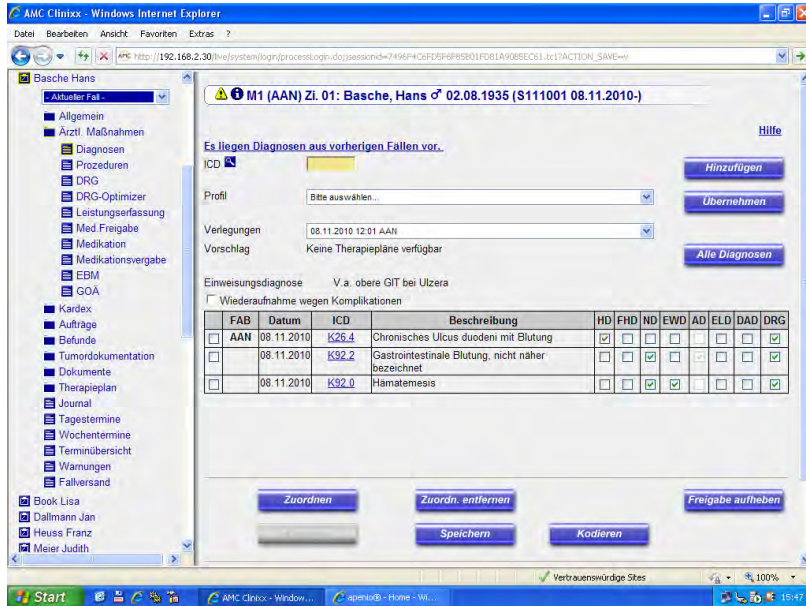 AMC Clinixx - Windows Internet Explorer
Datei Bearbeiten Ansicht Favoriten Extras ?
Basche Hans
- Aktueller Fall -
Allgemein
Ärztl. Maßnahmen
Diagnosen
Prozeduren
DRG
DRG-Optimizer
Leistungserfassung
Med.Freigabe
Medikation
Medikationsvergabe
EBM
GOÄ
Kardex
Aufträge
Befunde
Tumordokumentation
Dokumente
Therapieplan
Journal
Tagestermine
Wochentermine
Terminübersicht
Warnungen
Fallversand
Book Lisa
Dallmann Jan
Heuss Franz
Meier Judith
M1 (AAN) Zi. 01: Basche, Hans ♂ 02.08.1935 (S111001 08.11.2010-)
Hilfe
Es liegen Diagnosen aus vorherigen Fällen vor.
ICD
Hinzufügen
Profil Bitte auswählen...
Übernehmen
Verlegungen 08.11.2010 12:01 AAN
Vorschlag Keine Therapiepläne verfügbar
Alle Diagnosen
Einweisungsdiagnose V.a. obere GIT bei Ulzera
Wiederaufnahme wegen Komplikationen
FAB Datum ICD Beschreibung HD FHD ND EWD AD ELD DAD DRG
AAN 08.11.2010 K26.4 Chronisches Ulcus duodeni mit Blutung
08.11.2010 K92.2 Gastrointestinale Blutung, nicht näher
bezeichnet
08.11.2010 K92.0 Hämatemesis
Zuordnen Zuordn. entfernen Freigabe aufheben
Speichern Kodieren
Vertrauenswürdige Sites 100%
Start AMC Clinixx - Window... apenio® - Home - Wi... 15:47